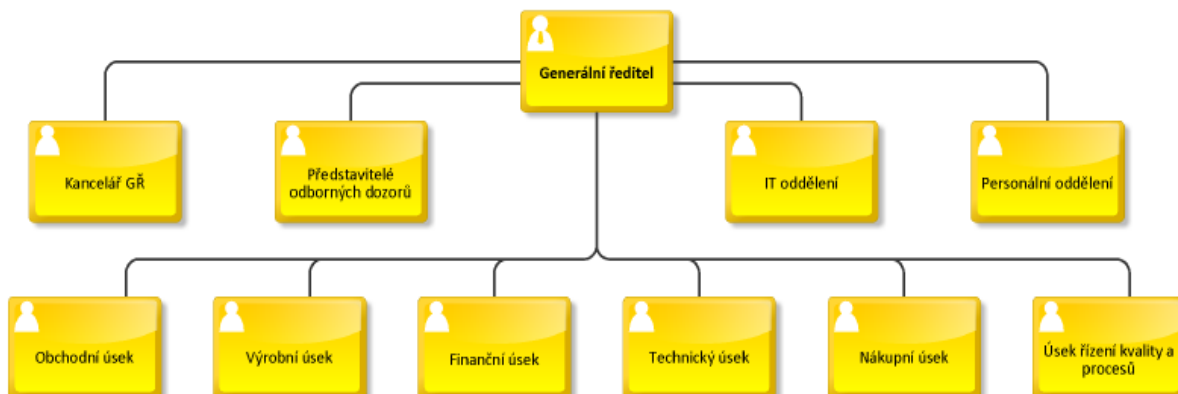 Generální ředitel
Kancelář GŘ
Představitelé
odborných dozorů
IT oddělení
Personální oddělení
Obchodní úsek
Výrobní úsek
Finanční úsek
Technický úsek
Nákupní úsek
Úsek řízení kvality a
procesů